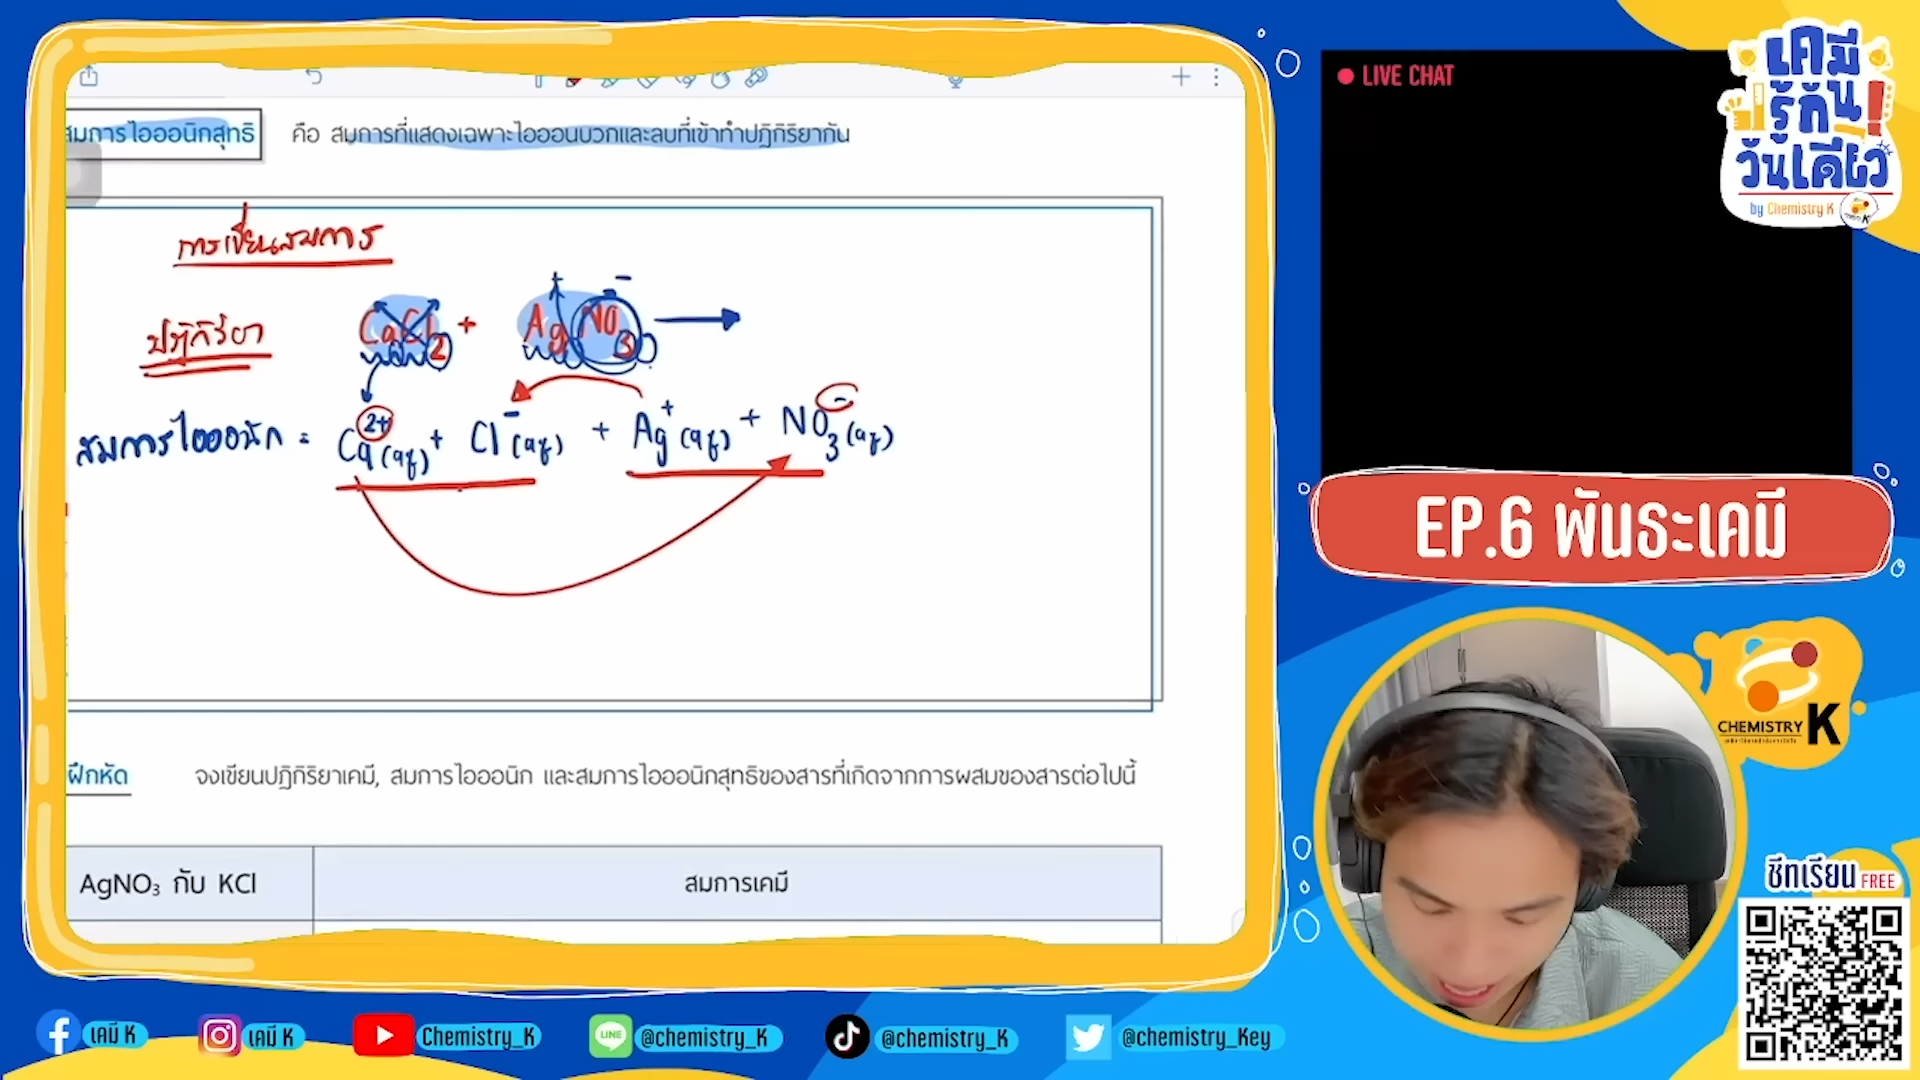 สมการไอออนิกสุทธิ คือ สมการที่แสดงเฉพาะไอออนบวกและลบที่เข้าทำปฏิกิริยากัน
การเขียนสมการ
ปฏิกิริยา CaCl2 + AgNO3 →
+ -
สมการไอออนิก = Ca2+(aq) + Cl-(aq) + Ag+(aq) + NO3-(aq)
ฝึกหัด จงเขียนปฏิกิริยาเคมี, สมการไอออนิก และสมการไอออนิกสุทธิของสารที่เกิดจากการผสมของสารต่อไปนี้
AgNO₃ กับ KCl สมการเคมี
LIVE CHAT
เคมี
รู้กัน!
วันเดียว
by Chemistry K
EP.6 พันธะเคมี
CHEMISTRY K
ชีทเรียน FREE
เคมี K
เคมี K
Chemistry_K
LINE
@chemistry_K
@chemistry_K
@chemistry_Key